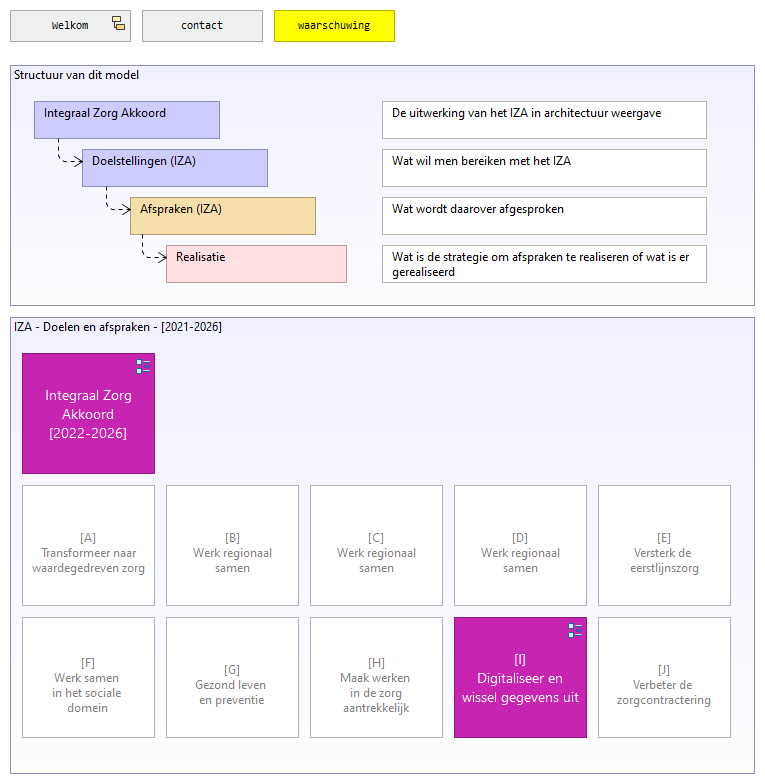 Welkom
contact
waarschuwing
Structuur van dit model
Integraal Zorg Akkoord
De uitwerking van het IZA in architectuur weergave
Doelstellingen (IZA)
Wat wil men bereiken met het IZA
Afspraken (IZA)
Wat wordt daarover afgesproken
Realisatie
Wat is de strategie om afspraken te realiseren of wat is er
gerealiseerd
IZA - Doelen en afspraken - [2021-2026]
Integraal Zorg
Akkoord
[2022-2026]
[A]
Transformeer naar
waardegedreven zorg
[B]
Werk regionaal
samen
[C]
Werk regionaal
samen
[D]
Werk regionaal
samen
[E]
Versterk de
eerstlijnszorg
[F]
Werk samen
in het sociale
domein
[G]
Gezond leven
en preventie
[H]
Maak werken
in de zorg
aantrekkelijk
[I]
Digitaliseer en
wissel gegevens uit
[J]
Verbeter de
zorgcontractering